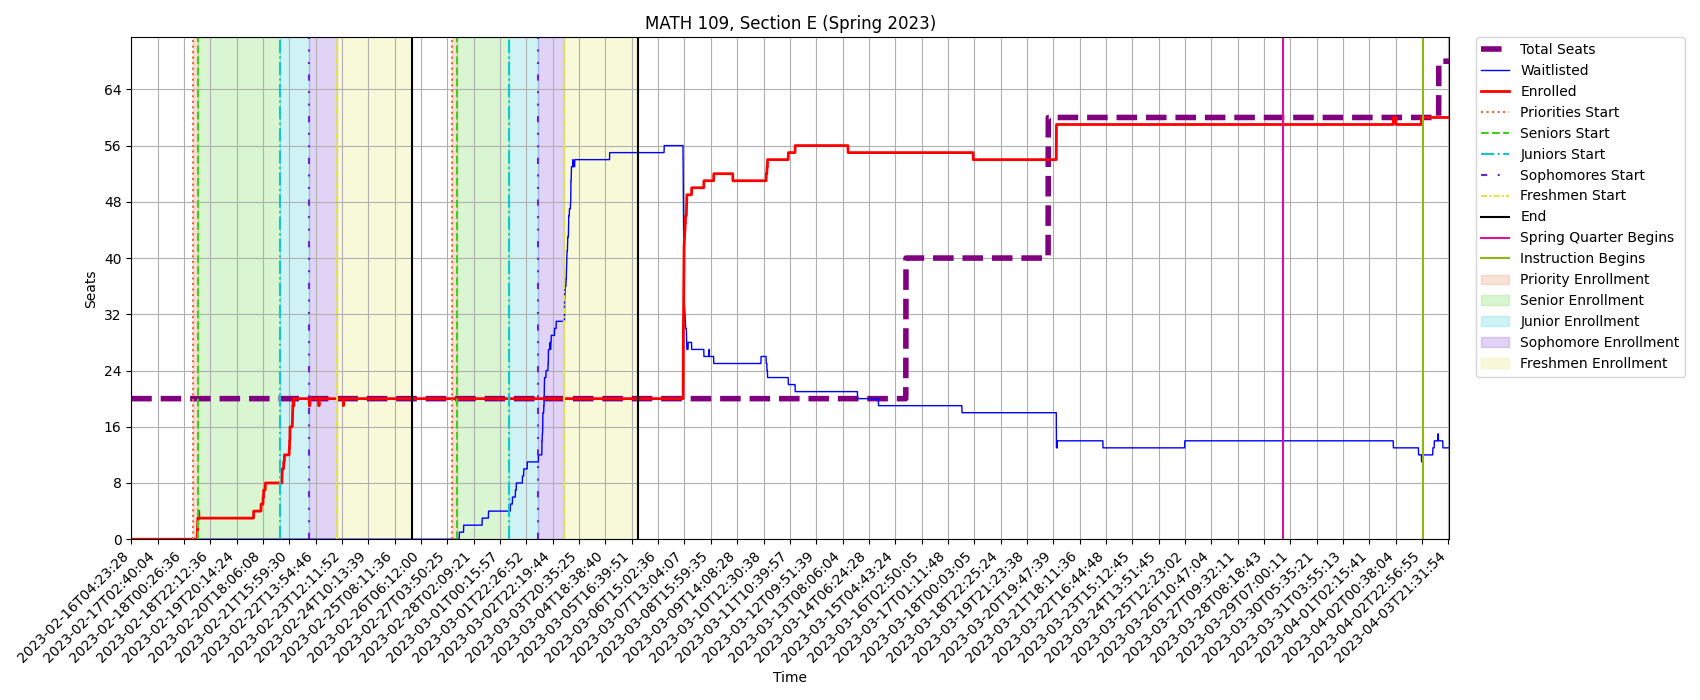 MATH 109, Section E (Spring 2023)
Seats
64
56
48
40
32
24
16
8
0
2023-02-16T04:23:28
2023-02-17T02:40:04
2023-02-18T00:26:36
2023-02-18T22:12:36
2023-02-19T20:14:24
2023-02-20T18:06:08
2023-02-21T15:59:30
2023-02-22T13:54:46
2023-02-23T12:11:52
2023-02-24T10:13:39
2023-02-25T08:11:36
2023-02-26T06:12:00
2023-02-27T03:50:25
2023-02-28T02:09:21
2023-03-01T00:15:57
2023-03-01T22:26:52
2023-03-02T22:19:44
2023-03-03T20:35:25
2023-03-04T18:38:40
2023-03-05T16:39:51
2023-03-06T15:02:36
2023-03-07T13:04:07
2023-03-08T15:59:35
2023-03-09T14:08:28
2023-03-10T12:30:38
2023-03-11T10:39:57
2023-03-12T09:51:39
2023-03-13T08:06:04
2023-03-14T06:24:28
2023-03-15T04:43:24
2023-03-16T02:50:05
2023-03-17T01:11:48
2023-03-18T00:03:05
2023-03-18T22:25:24
2023-03-19T21:23:38
2023-03-20T19:47:39
2023-03-21T18:11:36
2023-03-22T16:44:48
2023-03-23T15:12:45
2023-03-24T13:51:45
2023-03-25T12:23:02
2023-03-26T10:47:04
2023-03-27T09:32:11
2023-03-28T08:18:43
2023-03-29T07:00:11
2023-03-30T05:35:21
2023-03-31T03:55:13
2023-04-01T02:15:41
2023-04-02T00:38:04
2023-04-02T22:56:55
2023-04-03T21:31:54
Time
Total Seats
Waitlisted
Enrolled
Priorities Start
Seniors Start
Juniors Start
Sophomores Start
Freshmen Start
End
Spring Quarter Begins
Instruction Begins
Priority Enrollment
Senior Enrollment
Junior Enrollment
Sophomore Enrollment
Freshmen Enrollment